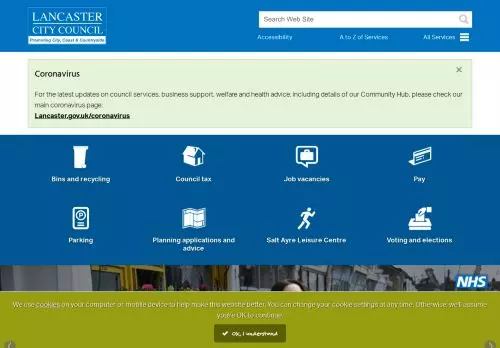 LANCASTER
CITY COUNCIL
Promoting City, Coast & Countryside
Search Web Site
Accessibility
A to Z of Services
All Services
Coronavirus
×
For the latest updates on council services, business support, welfare and health advice, including details of our Community Hub, please check our
main coronavirus page:
Lancaster.gov.uk/coronavirus
Bins and recycling
Council tax
Job vacancies
Pay
Parking
Planning applications and
advice
Salt Ayre Leisure Centre
Voting and elections
NHS
We use cookies on your computer or mobile device to help make this website better. You can change your cookie settings at any time. Otherwise, we'll assume
you're OK to continue.
OK, I understand